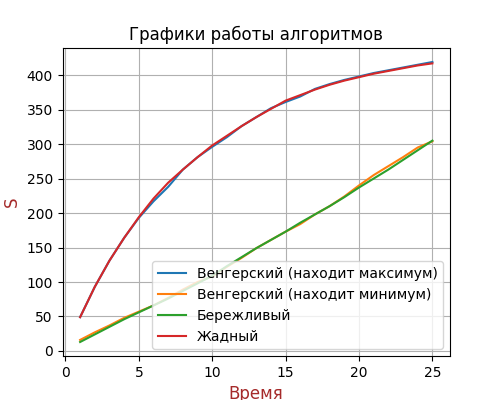 Графики работы алгоритмов
400
350
300
250
200
150
100
50
0
S
Венгерский (находит максимум)
Венгерский (находит минимум)
Бережливый
Жадный
0 5 10 15 20 25
Время